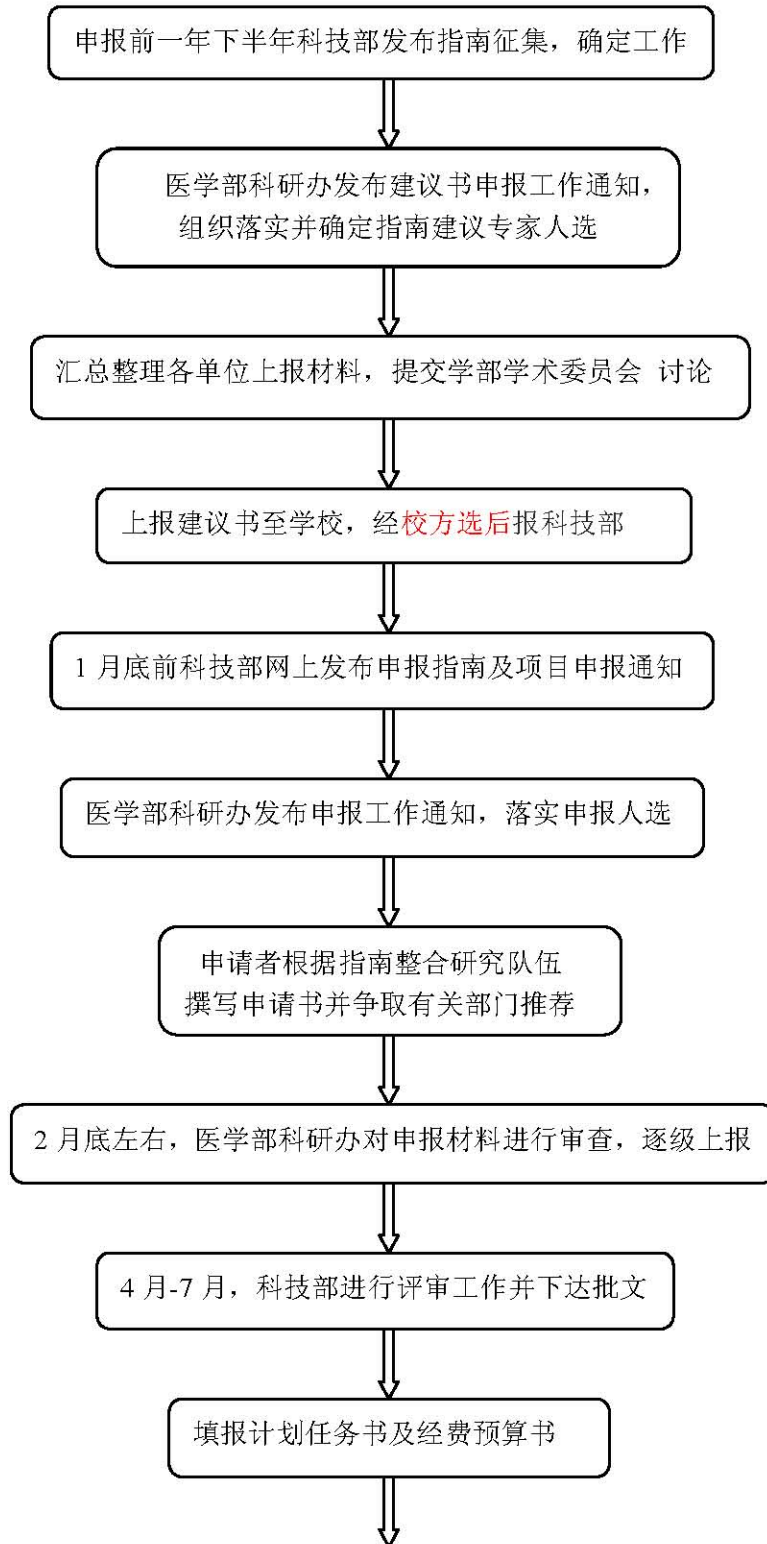 申报前一年下半年科技部发布指南征集，确定工作
医学部科研办发布建议书申报工作通知，
组织落实并确定指南建议专家人选
汇总整理各单位上报材料，提交学部学术委员会 讨论
上报建议书至学校，经校方选后报科技部
1 月底前科技部网上发布申报指南及项目申报通知
医学部科研办发布申报工作通知，落实申报人选
申请者根据指南整合研究队伍
撰写申请书并争取有关部门推荐
2 月底左右，医学部科研办对申报材料进行审查，逐级上报
4 月-7 月，科技部进行评审工作并下达批文
填报计划任务书及经费预算书